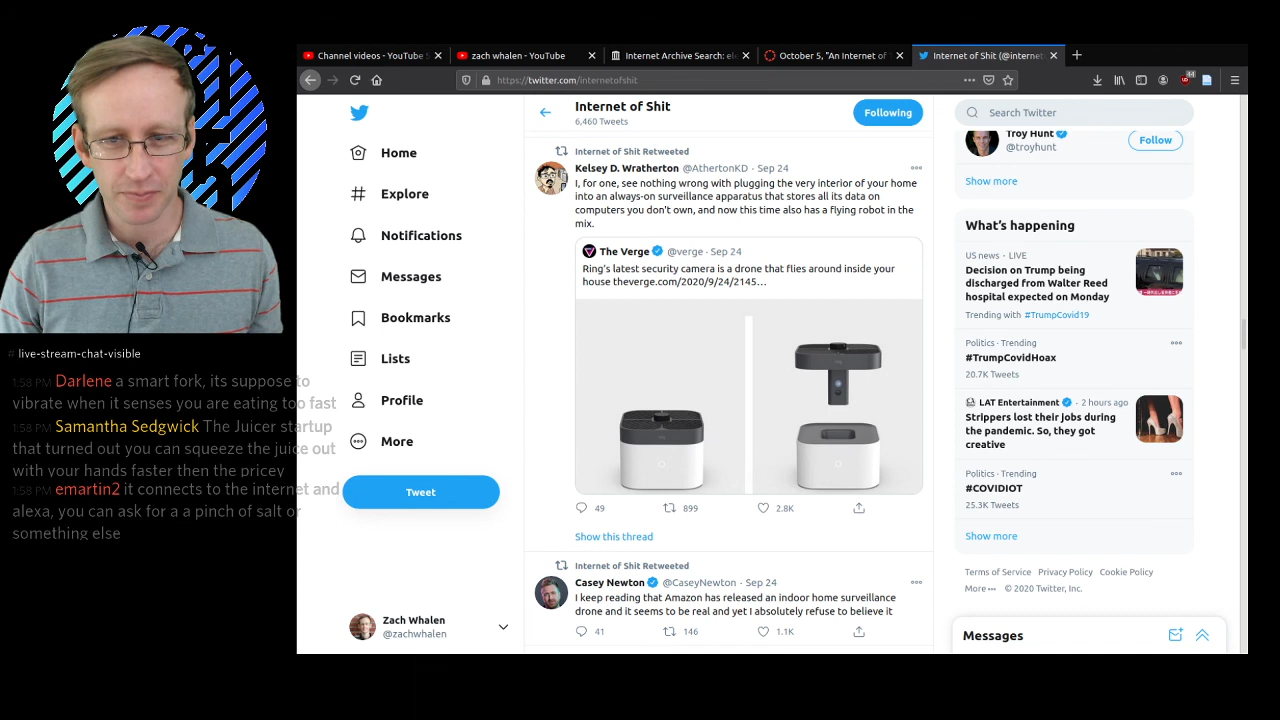 Channel videos - YouTube S
zach whalen - YouTube
Internet Archive Search: ele
October 5, "An Internet of
Internet of Shit (@internet
https://twitter.com/internetofshit
Home
Explore
Notifications
Messages
Bookmarks
Lists
Profile
More
Tweet
Zach Whalen
@zachwhalen
Internet of Shit
6,460 Tweets
Following
Internet of Shit Retweeted
Kelsey D. Wratherton @AthertonKD · Sep 24
I, for one, see nothing wrong with plugging the very interior of your home
into an always-on surveillance apparatus that stores all its data on
computers you don't own, and now this time also has a flying robot in the
mix.
The Verge @verge · Sep 24
Ring's latest security camera is a drone that flies around inside your
house theverge.com/2020/9/24/2145…
49 899 2.8K
Show this thread
Internet of Shit Retweeted
Casey Newton @CaseyNewton · Sep 24
I keep reading that Amazon has released an indoor home surveillance
drone and it seems to be real and yet I absolutely refuse to believe it
41 146 1.1K
Search Twitter
Troy Hunt
@troyhunt
Follow
Show more
What's happening
US news · LIVE
Decision on Trump being
discharged from Walter Reed
hospital expected on Monday
Trending with #TrumpCovid19
Politics · Trending
#TrumpCovidHoax
20.7K Tweets
LAT Entertainment · 2 hours ago
Strippers lost their jobs during
the pandemic. So, they got
creative
Politics · Trending
#COVIDIOT
25.3K Tweets
Show more
Terms of Service Privacy Policy Cookie Policy
More ••• © 2020 Twitter, Inc.
Messages
# live-stream-chat-visible
1:58 PM Darlene a smart fork, its suppose to
vibrate when it senses you are eating too fast
1:58 PM Samantha Sedgwick The Juicer startup
that turned out you can squeeze the juice out
with your hands faster then the pricey
1:58 PM emartin2 it connects to the internet and
alexa, you can ask for a a pinch of salt or
something else